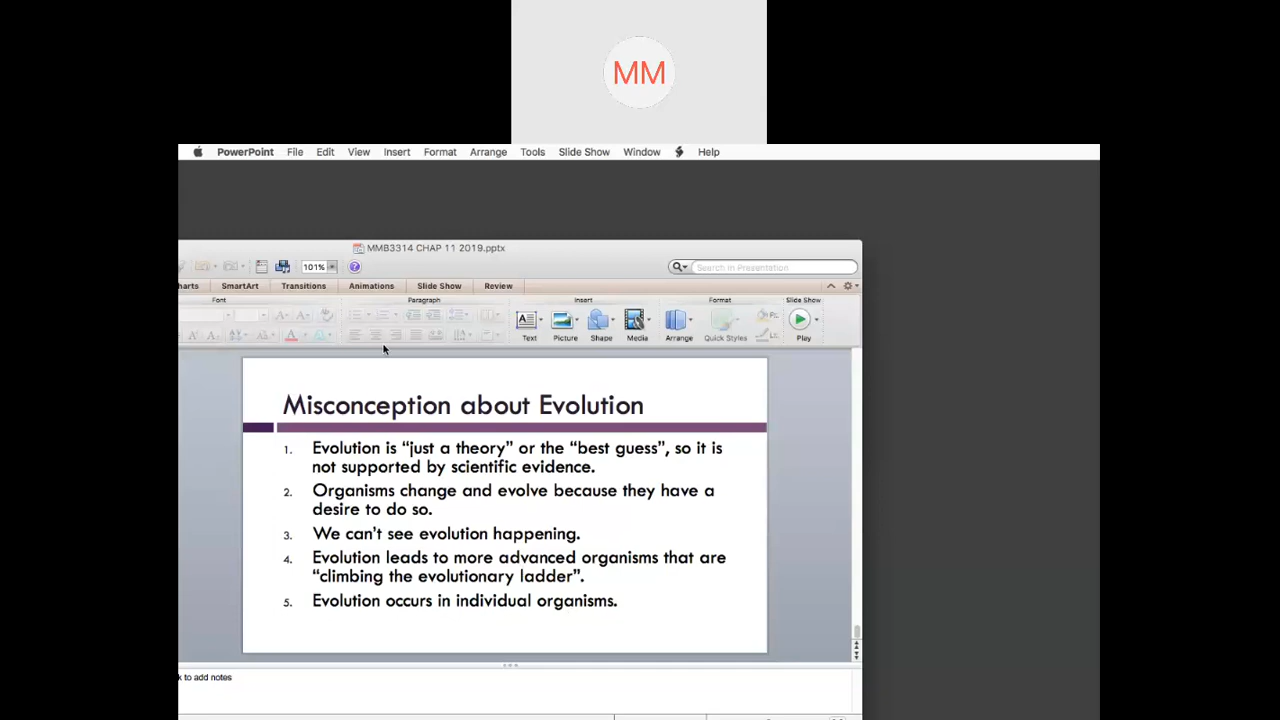 MM
PowerPoint File Edit View Insert Format Arrange Tools Slide Show Window Help
MMB3314 CHAP 11 2019.pptx
101% Search in Presentation
harts SmartArt Transitions Animations Slide Show Review
Font Paragraph Insert Format Slide Show
Text Picture Shape Media Arrange Quick Styles Play
Misconception about Evolution
1. Evolution is “just a theory” or the “best guess”, so it is
not supported by scientific evidence.
2. Organisms change and evolve because they have a
desire to do so.
3. We can’t see evolution happening.
4. Evolution leads to more advanced organisms that are
“climbing the evolutionary ladder”.
5. Evolution occurs in individual organisms.
k to add notes